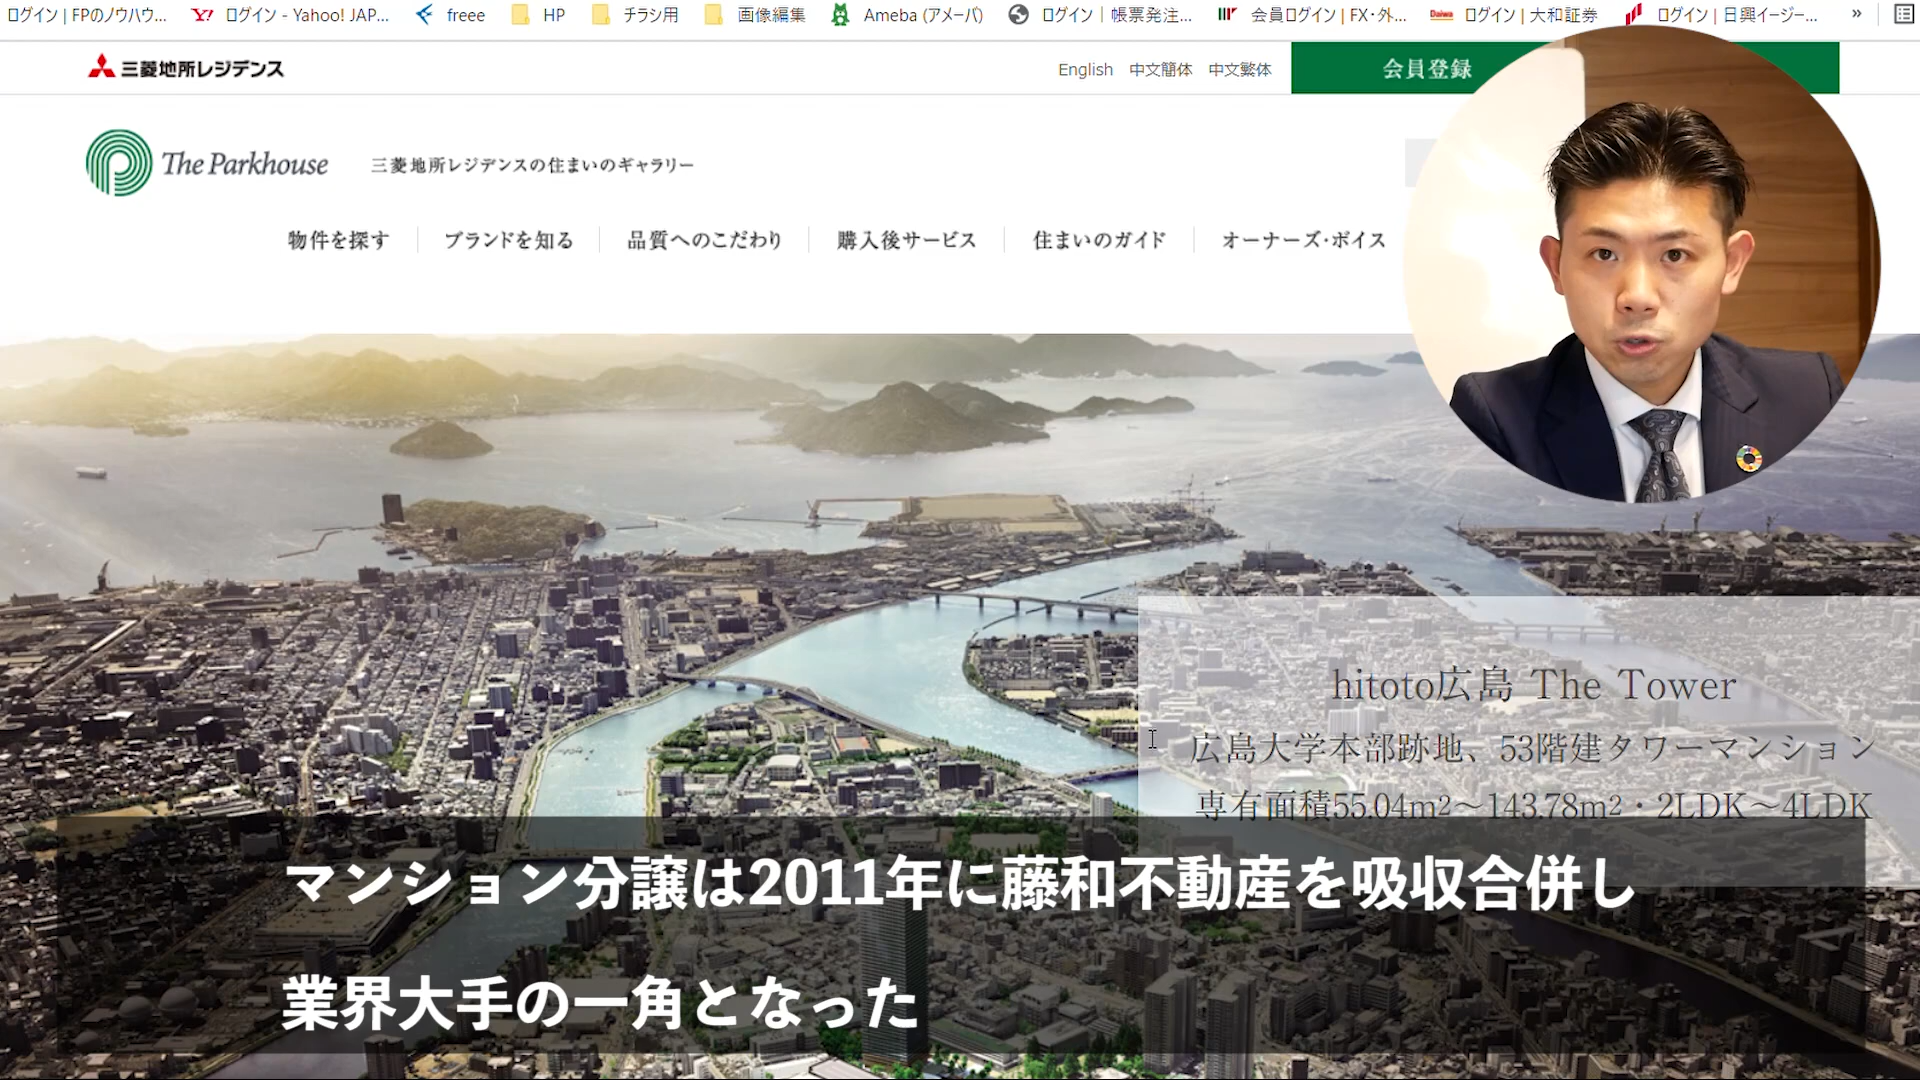 ログイン | FPのノウハウ...
ログイン - Yahoo! JAP...
freee
HP
チラシ用
画像編集
Ameba (アメーバ)
ログイン | 帳票発注...
会員ログイン | FX・外...
Daiwa
ログイン | 大和証券
ログイン | 日興イージー...
»
三菱地所レジデンス
English 中文簡体 中文繁体
会員登録
The Parkhouse
三菱地所レジデンスの住まいのギャラリー
物件を探す
ブランドを知る
品質へのこだわり
購入後サービス
住まいのガイド
オーナーズ・ボイス
hitoto広島 The Tower
広島大学本部跡地、53階建タワーマンション
専有面積55.04m2～143.78m2・2LDK～4LDK
マンション分譲は2011年に藤和不動産を吸収合併し
業界大手の一角となった